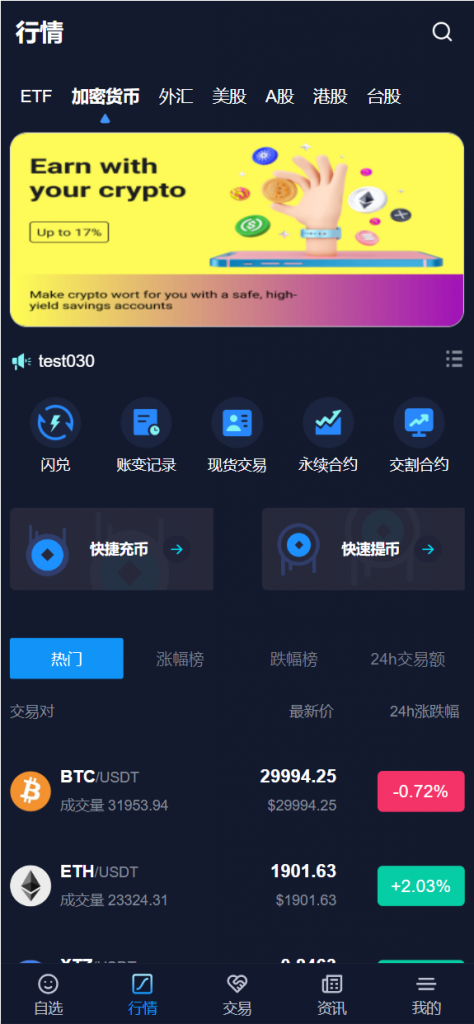 行情
ETF 加密货币 外汇 美股 A股 港股 台股
Earn with
your crypto
Up to 17%
Make crypto wort for you with a safe, high-
yield savings accounts
test030
闪兑 账变记录 现货交易 永续合约 交割合约
快捷充币 快速提币
热门 涨幅榜 跌幅榜 24h交易额
交易对 最新价 24h涨跌幅
BTC/USDT 29994.25 -0.72%
成交量 31953.94 $29994.25
ETH/USDT 1901.63 +2.03%
成交量 23324.31 $1901.63
自选 行情 交易 资讯 我的